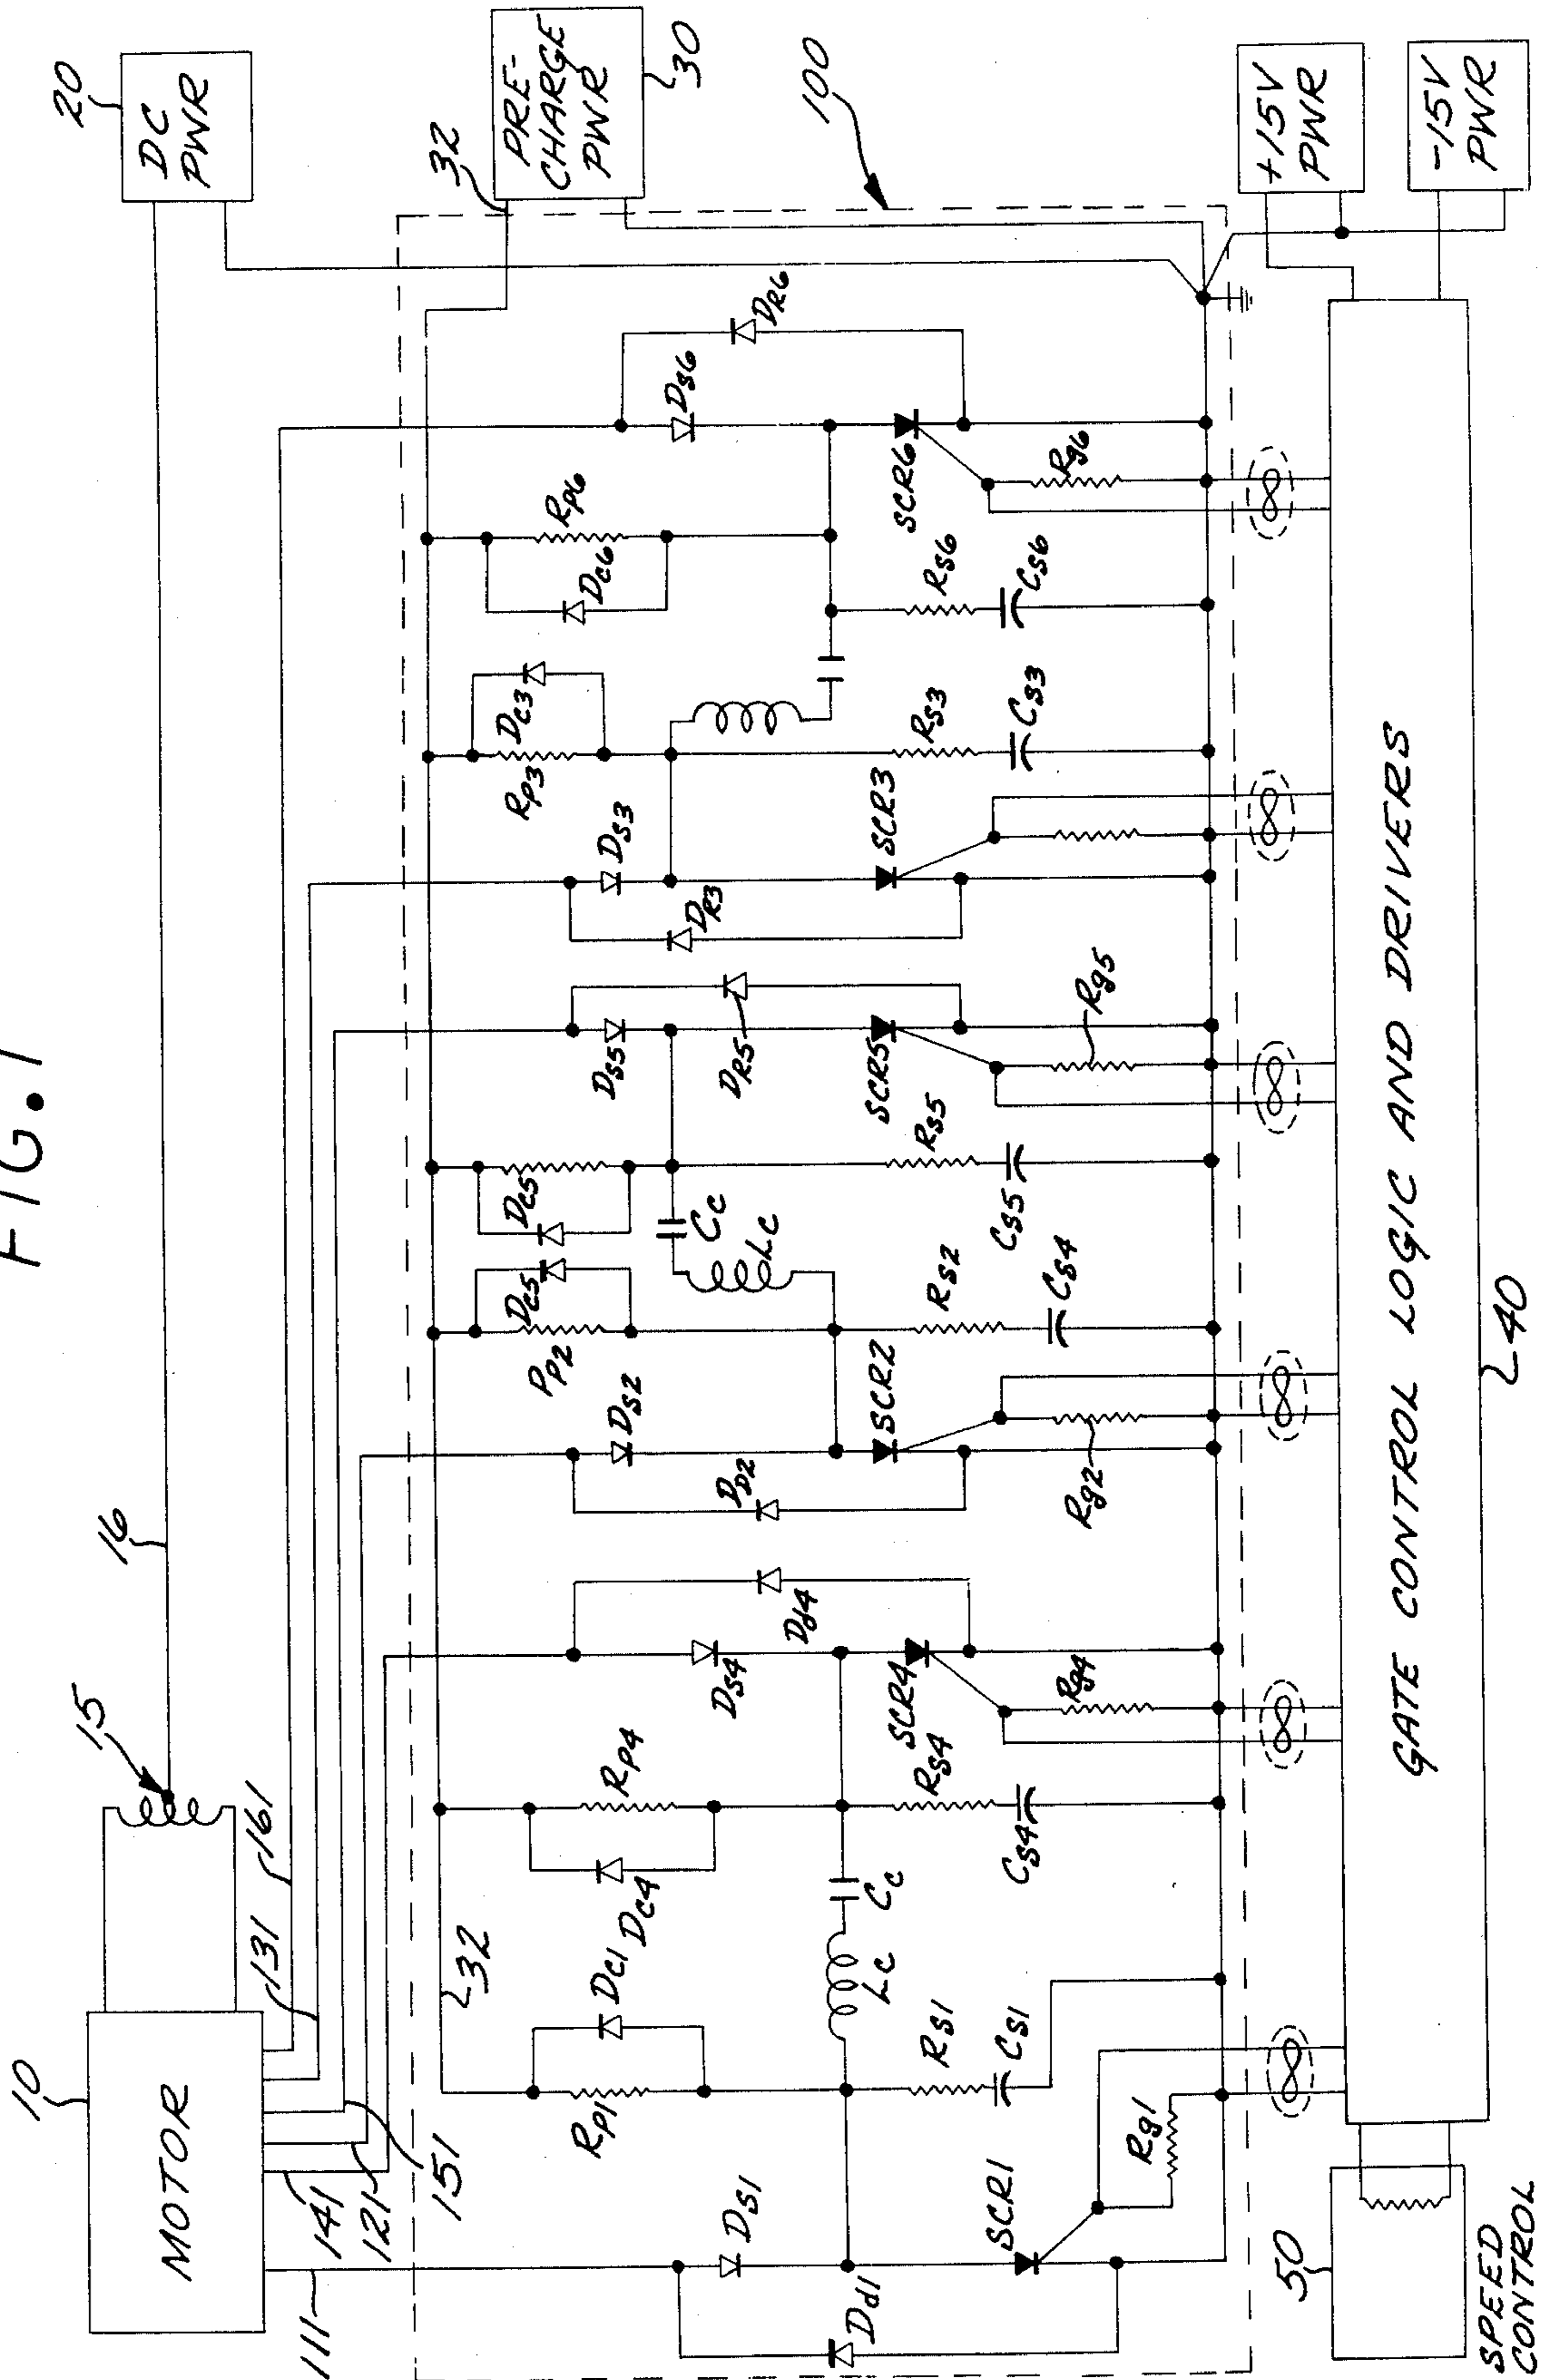 FIG. 1
10
MOTOR
15
16
20
DC
PWR
111
141
121
151
131
161
32
PRE-
CHARGE
PWR
30
100
32
Rp1
Dc1
Dc4
Rp4
Pp2
Dc5
Dc5
Rp3
Dc3
Dc6
Rp6
Ds1
Dd1
Ds4
Dd4
Ds2
DD2
Ds5
DR5
Ds3
DR3
Ds6
DR6
Lc
Cc
Cc
Lc
SCR1
Rs1
Cs1
Rg1
Rs4
Cs4
SCR4
Rg4
SCR2
Rg2
Rs2
Cs4
Rs5
Cs5
SCR5
Rg5
SCR3
Rs3
Cs3
Rs6
Cs6
SCR6
Rg6
+15V
PWR
-15V
PWR
50
SPEED
CONTROL
GATE CONTROL LOGIC AND DRIVERS
40